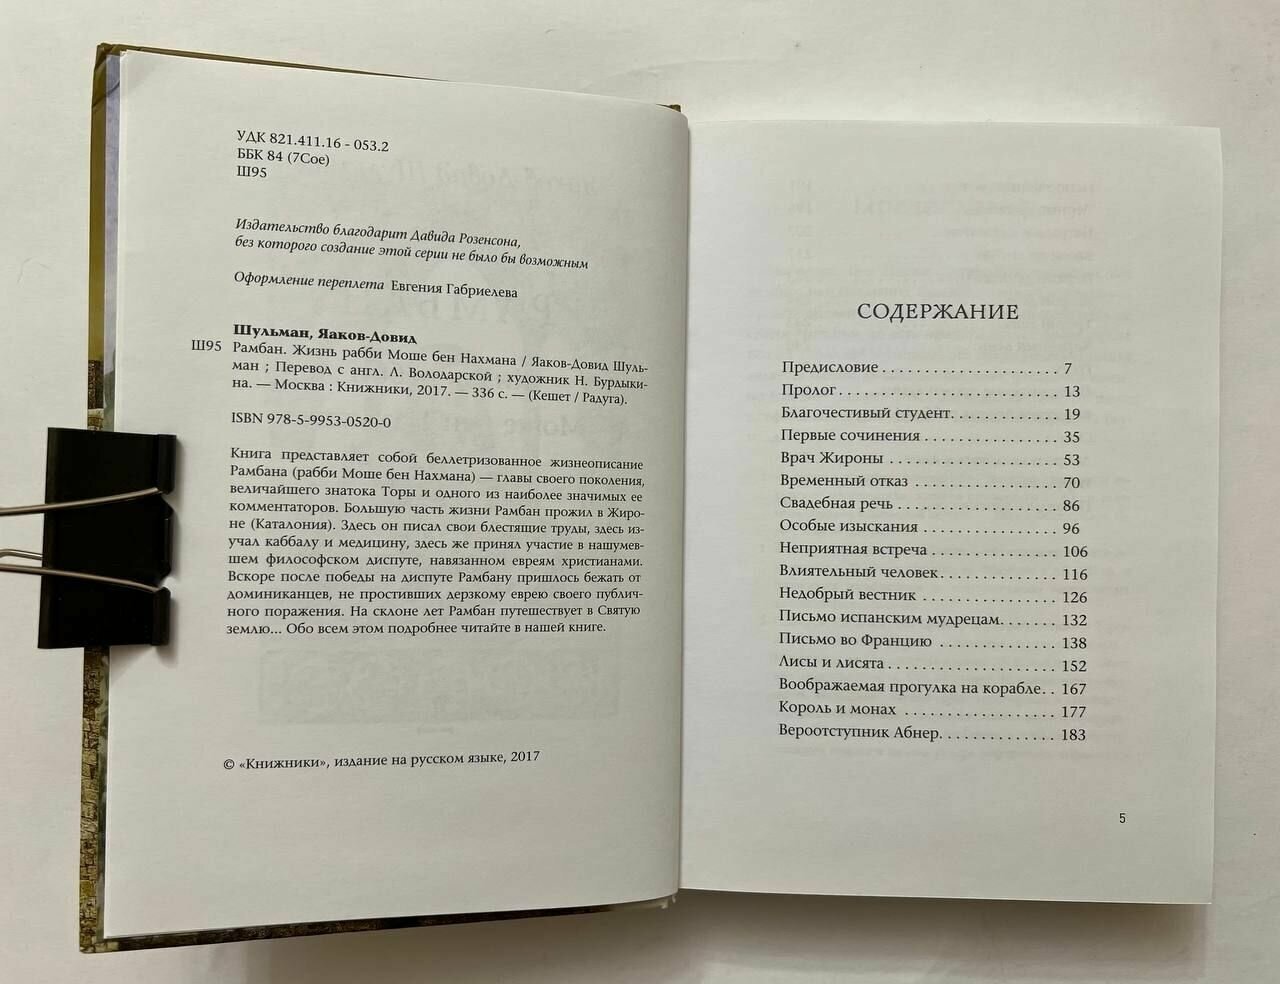 УДК 821.411.16 - 053.2
ББК 84 (7Сое)
Ш95
Издательство благодарит Давида Розенсона,
без которого создание этой серии не было бы возможным
Оформление переплета Евгения Габриелева
Шульман, Яаков-Довид
Ш95 Рамбан. Жизнь рабби Моше бен Нахмана / Яаков-Довид Шуль-
ман ; Перевод с англ. Л. Володарской ; художник Н. Бурдыки-
на. — Москва : Книжники, 2017. — 336 с. — (Кешет / Радуга).
ISBN 978-5-9953-0520-0
Книга представляет собой беллетризованное жизнеописание
Рамбана (рабби Моше бен Нахмана) — главы своего поколения,
величайшего знатока Торы и одного из наиболее значимых ее
комментаторов. Большую часть жизни Рамбан прожил в Жиро-
не (Каталония). Здесь он писал свои блестящие труды, здесь из-
учал каббалу и медицину, здесь же принял участие в нашумев-
шем философском диспуте, навязанном евреям христианами.
Вскоре после победы на диспуте Рамбану пришлось бежать от
доминиканцев, не простивших дерзкому еврею своего публич-
ного поражения. На склоне лет Рамбан путешествует в Святую
землю... Обо всем этом подробнее читайте в нашей книге.
© «Книжники», издание на русском языке, 2017
СОДЕРЖАНИЕ
Предисловие . . . . . . . . . . . . . . . . . . . . . . 7
Пролог . . . . . . . . . . . . . . . . . . . . . . . . . . 13
Благочестивый студент. . . . . . . . . . . . . . 19
Первые сочинения . . . . . . . . . . . . . . . . . 35
Врач Жироны . . . . . . . . . . . . . . . . . . . . . 53
Временный отказ . . . . . . . . . . . . . . . . . . 70
Свадебная речь . . . . . . . . . . . . . . . . . . . . 86
Особые изыскания . . . . . . . . . . . . . . . . . 96
Неприятная встреча . . . . . . . . . . . . . . . . 106
Влиятельный человек. . . . . . . . . . . . . . . 116
Недобрый вестник . . . . . . . . . . . . . . . . . 126
Письмо испанским мудрецам. . . . . . . . 132
Письмо во Францию . . . . . . . . . . . . . . . 138
Лисы и лисята . . . . . . . . . . . . . . . . . . . . . 152
Воображаемая прогулка на корабле. . . 167
Король и монах . . . . . . . . . . . . . . . . . . . 177
Вероотступник Абнер. . . . . . . . . . . . . . . 183
5